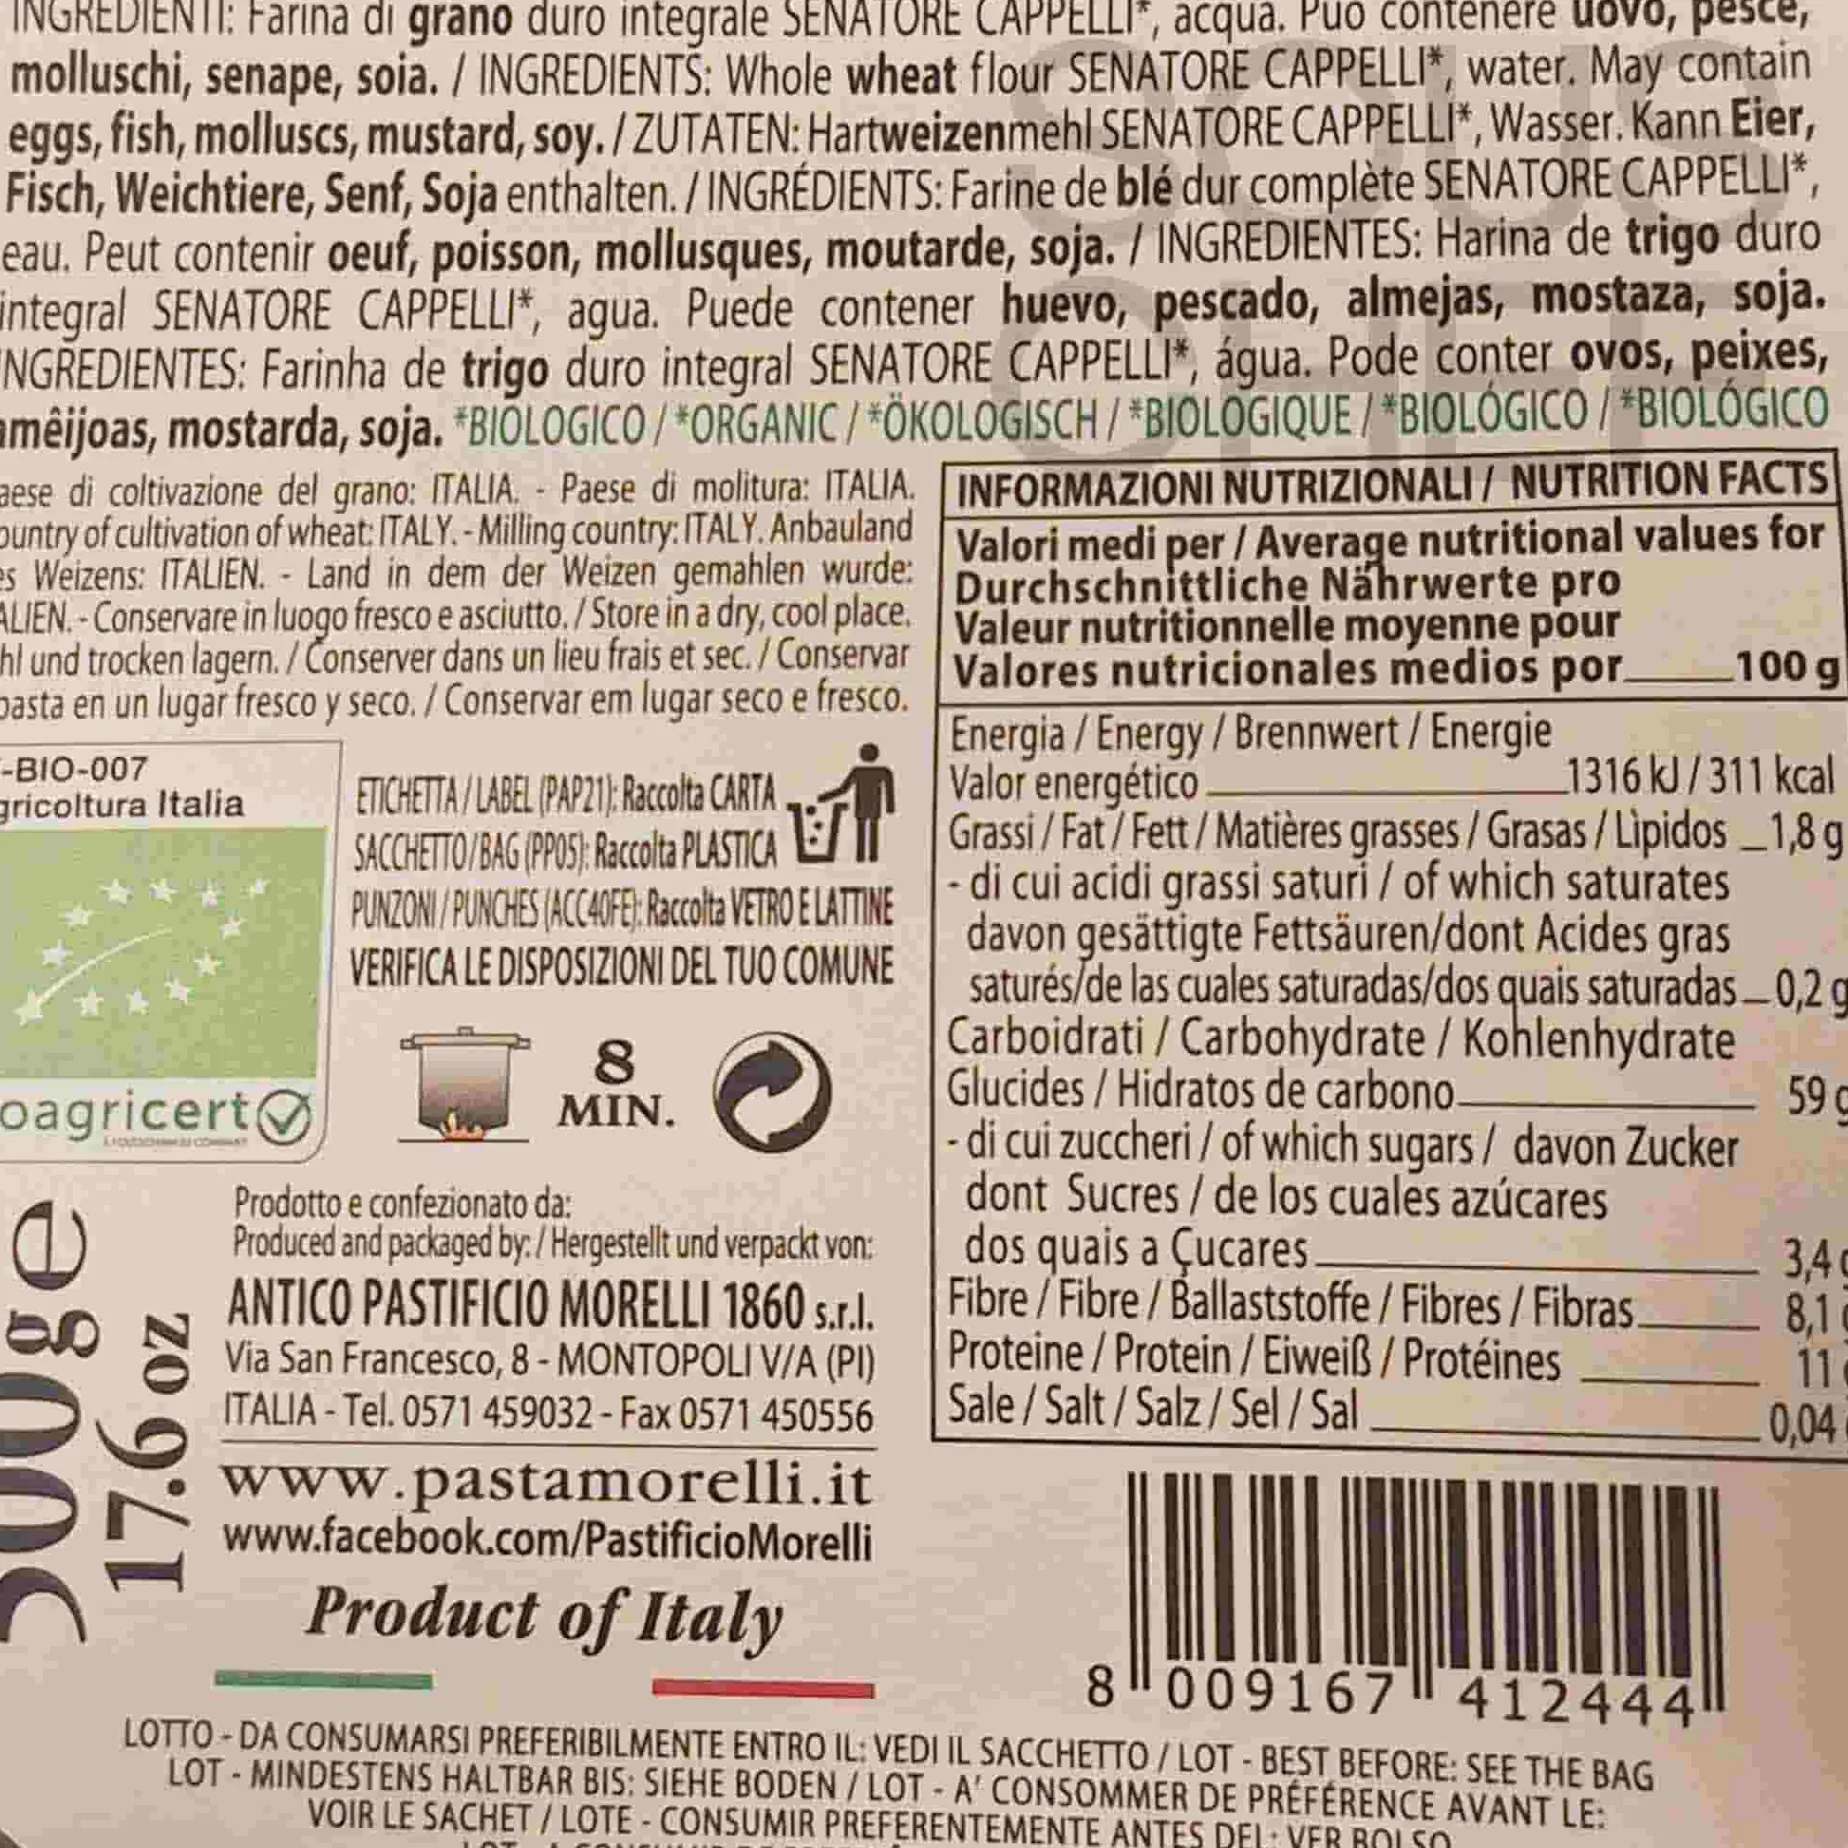 INGREDIENTI: Farina di grano duro integrale SENATORE CAPPELLI*, acqua. Può contenere uovo, pesce,
molluschi, senape, soia. / INGREDIENTS: Whole wheat flour SENATORE CAPPELLI*, water. May contain
eggs, fish, molluscs, mustard, soy. / ZUTATEN: Hartweizenmehl SENATORE CAPPELLI*, Wasser. Kann Eier,
Fisch, Weichtiere, Senf, Soja enthalten. / INGRÉDIENTS: Farine de blé dur complète SENATORE CAPPELLI*,
eau. Peut contenir oeuf, poisson, mollusques, moutarde, soja. / INGREDIENTES: Harina de trigo duro
integral SENATORE CAPPELLI*, agua. Puede contener huevo, pescado, almejas, mostaza, soja.
INGREDIENTES: Farinha de trigo duro integral SENATORE CAPPELLI*, água. Pode conter ovos, peixes,
amêijoas, mostarda, soja. *BIOLOGICO / *ORGANIC / *ÖKOLOGISCH / *BIOLOGIQUE / *BIOLÓGICO / *BIOLÓGICO
aese di coltivazione del grano: ITALIA. - Paese di molitura: ITALIA.
ountry of cultivation of wheat: ITALY. - Milling country: ITALY. Anbauland
es Weizens: ITALIEN. - Land in dem der Weizen gemahlen wurde:
ALIEN. - Conservare in luogo fresco e asciutto. / Store in a dry, cool place.
hl und trocken lagern. / Conserver dans un lieu frais et sec. / Conservar
pasta en un lugar fresco y seco. / Conservar em lugar seco e fresco.
-BIO-007
gricoltura Italia
oagricert
ETICHETTA / LABEL (PAP21): Raccolta CARTA
SACCHETTO/BAG (PP05): Raccolta PLASTICA
PUNZONI / PUNCHES (ACC40FE): Raccolta VETRO E LATTINE
VERIFICA LE DISPOSIZIONI DEL TUO COMUNE
8
MIN.
500g e
17.6 oz
Prodotto e confezionato da:
Produced and packaged by: / Hergestellt und verpackt von:
ANTICO PASTIFICIO MORELLI 1860 s.r.l.
Via San Francesco, 8 - MONTOPOLI V/A (PI)
ITALIA - Tel. 0571 459032 - Fax 0571 450556
www.pastamorelli.it
www.facebook.com/PastificioMorelli
Product of Italy
INFORMAZIONI NUTRIZIONALI / NUTRITION FACTS
Valori medi per / Average nutritional values for
Durchschnittliche Nährwerte pro
Valeur nutritionnelle moyenne pour
Valores nutricionales medios por 100 g
Energia / Energy / Brennwert / Energie
Valor energético 1316 kJ / 311 kcal
Grassi / Fat / Fett / Matières grasses / Grasas / Lìpidos 1,8 g
- di cui acidi grassi saturi / of which saturates
davon gesättigte Fettsäuren/dont Acides gras
saturés/de las cuales saturadas/dos quais saturadas 0,2 g
Carboidrati / Carbohydrate / Kohlenhydrate
Glucides / Hidratos de carbono 59 g
- di cui zuccheri / of which sugars / davon Zucker
dont Sucres / de los cuales azúcares
dos quais a Çucares 3,4 g
Fibre / Fibre / Ballaststoffe / Fibres / Fibras 8,1
Proteine / Protein / Eiweiß / Protéines 11
Sale / Salt / Salz / Sel / Sal 0,04
8 009167 412444
LOTTO - DA CONSUMARSI PREFERIBILMENTE ENTRO IL: VEDI IL SACCHETTO / LOT - BEST BEFORE: SEE THE BAG
LOT - MINDESTENS HALTBAR BIS: SIEHE BODEN / LOT - A' CONSOMMER DE PRÉFÉRENCE AVANT LE:
VOIR LE SACHET / LOTE - CONSUMIR PREFERENTEMENTE ANTES DEL: VER BOLSO